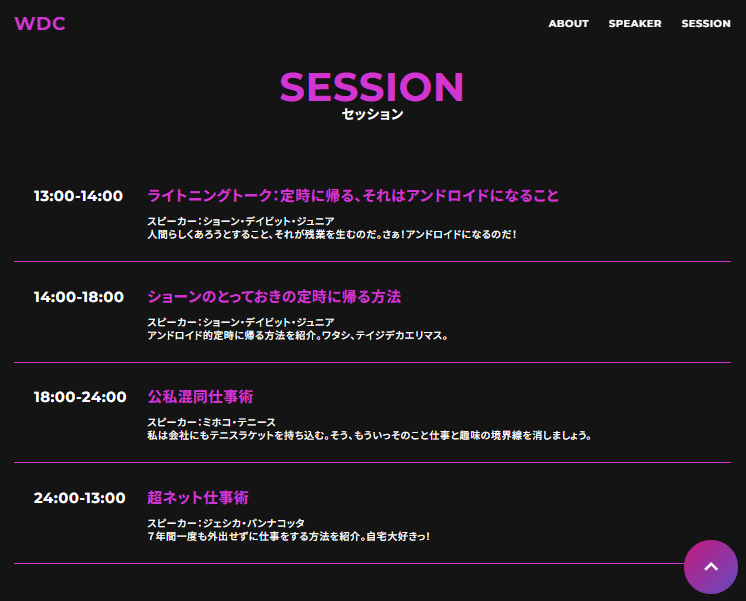 WDC
ABOUT SPEAKER SESSION
SESSION
セッション
13:00-14:00
ライトニングトーク：定時に帰る、それはアンドロイドになること
スピーカー：ショーン・デイビット・ジュニア
人間らしくあろうとすること、それが残業を生むのだ。さぁ！アンドロイドになるのだ！
14:00-18:00
ショーンのとっておきの定時に帰る方法
スピーカー：ショーン・デイビット・ジュニア
アンドロイド的定時に帰る方法を紹介。ワタシ、テイジデカエリマス。
18:00-24:00
公私混同仕事術
スピーカー：ミホコ・テニース
私は会社にもテニスラケットを持ち込む。そう、もういっそのこと仕事と趣味の境界線を消しましょう。
24:00-13:00
超ネット仕事術
スピーカー：ジェシカ・パンナコッタ
７年間一度も外出せずに仕事をする方法を紹介。自宅大好きっ！